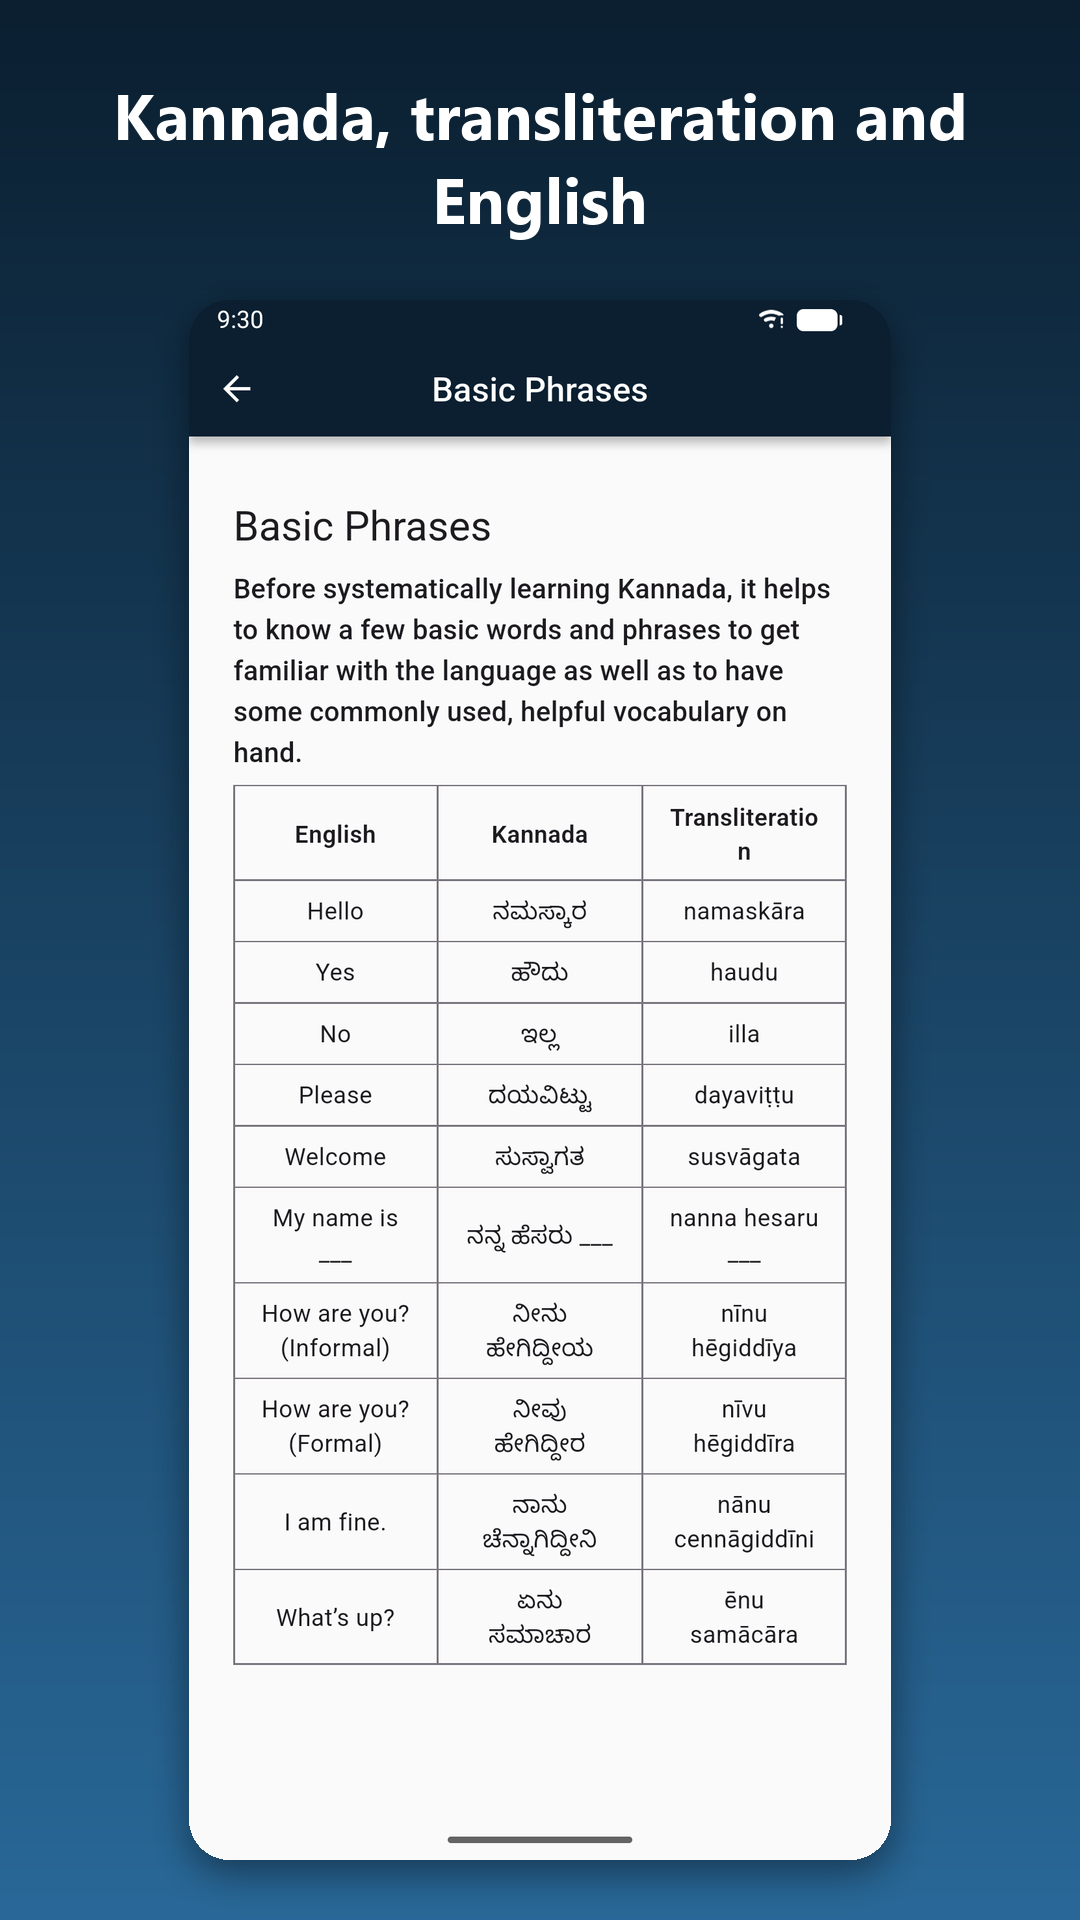 Kannada, transliteration and
English
9:30
Basic Phrases
Basic Phrases
Before systematically learning Kannada, it helps
to know a few basic words and phrases to get
familiar with the language as well as to have
some commonly used, helpful vocabulary on
hand.
English
Kannada
Transliteratio
n
Hello
ನಮಸ್ಕಾರ
namaskāra
Yes
ಹೌದು
haudu
No
ಇಲ್ಲ
illa
Please
ದಯವಿಟ್ಟು
dayaviṭṭu
Welcome
ಸುಸ್ವಾಗತ
susvāgata
My name is
___
ನನ್ನ ಹೆಸರು ___
nanna hesaru
___
How are you?
(Informal)
ನೀನು
ಹೇಗಿದ್ದೀಯ
nīnu
hēgiddīya
How are you?
(Formal)
ನೀವು
ಹೇಗಿದ್ದೀರ
nīvu
hēgiddīra
I am fine.
ನಾನು
ಚೆನ್ನಾಗಿದ್ದೀನಿ
nānu
cennāgiddīni
What’s up?
ಏನು
ಸಮಾಚಾರ
ēnu
samācāra